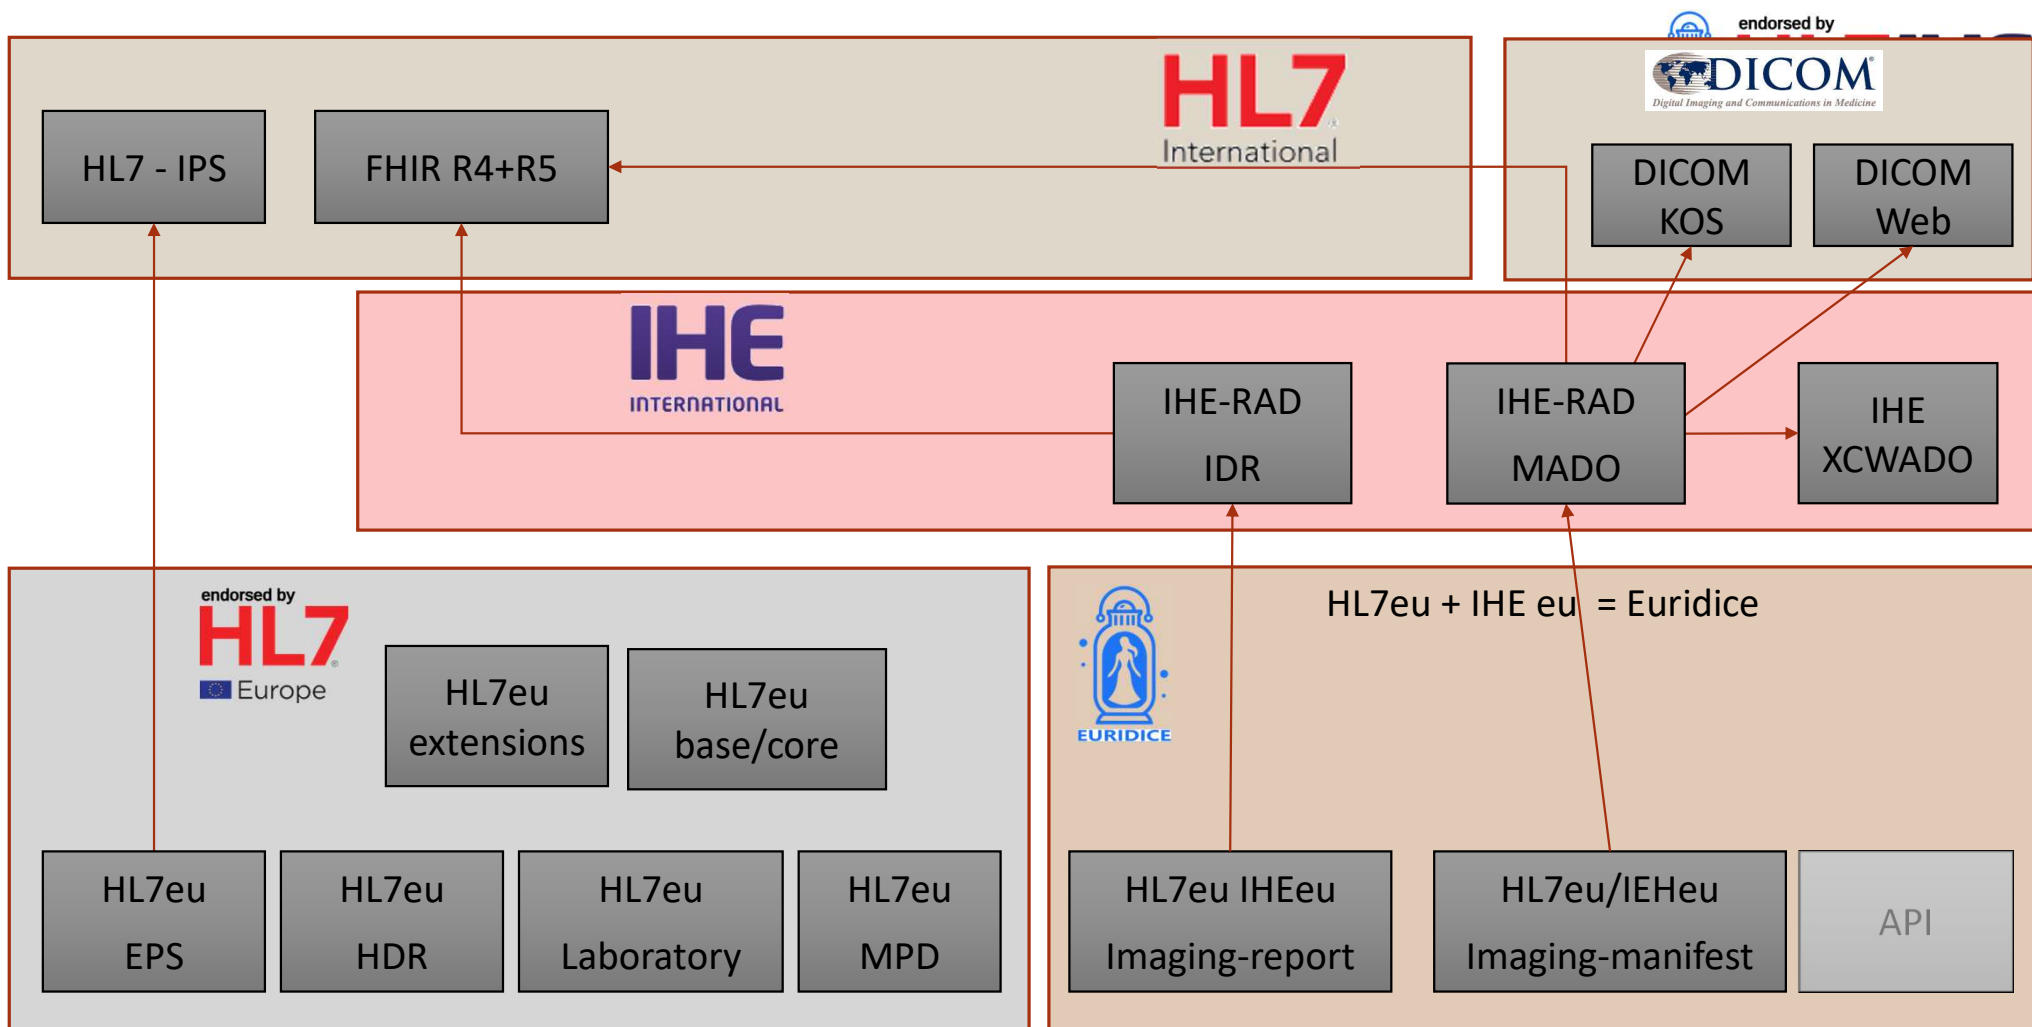 endorsed by
HL7
International
DICOM
Digital Imaging and Communications in Medicine
HL7 - IPS
FHIR R4+R5
DICOM
KOS
DICOM
Web
IHE
INTERNATIONAL
IHE-RAD
IDR
IHE-RAD
MADO
IHE
XCWADO
endorsed by
HL7
Europe
HL7eu
extensions
HL7eu
base/core
HL7eu
EPS
HL7eu
HDR
HL7eu
Laboratory
HL7eu
MPD
EURIDICE
HL7eu + IHE eu = Euridice
HL7eu IHEeu
Imaging-report
HL7eu/IEHeu
Imaging-manifest
API